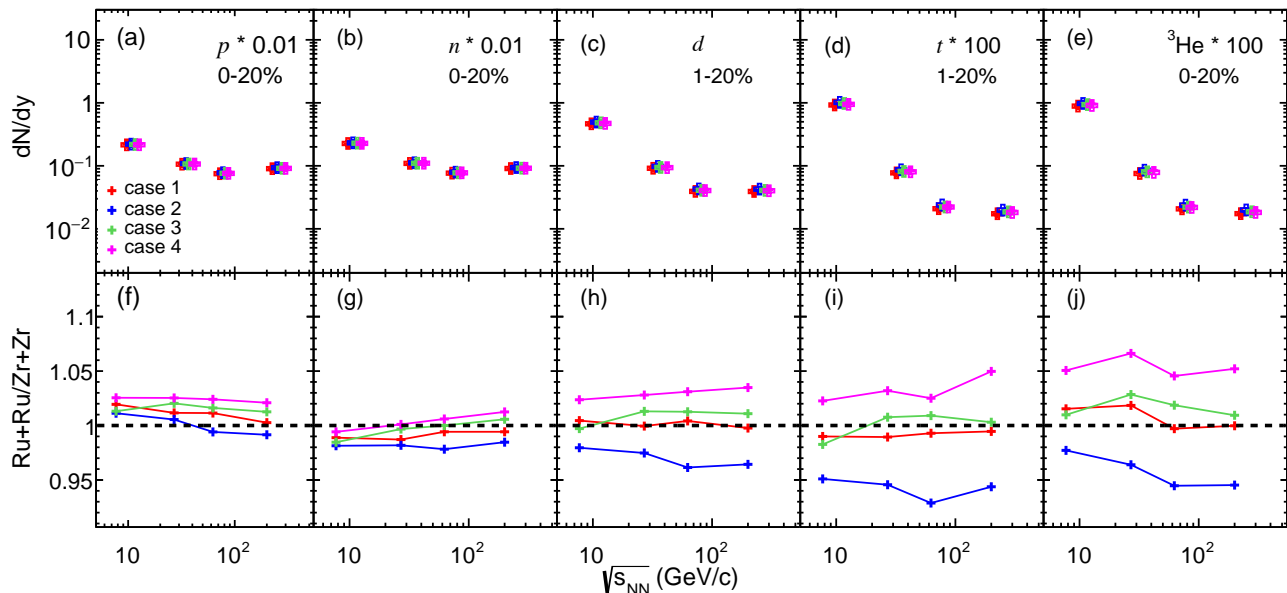 (a) p * 0.01
0-20%
(b) n * 0.01
0-20%
(c) d
1-20%
(d) t * 100
1-20%
(e) ³He * 100
0-20%
dN/dy
10
1
10⁻¹
10⁻²
case 1
case 2
case 3
case 4
(f)
(g)
(h)
(i)
(j)
Ru+Ru/Zr+Zr
1.1
1.05
1
0.95
10 10²
10 10²
10 10²
10 10²
10 10²
√s_NN (GeV/c)